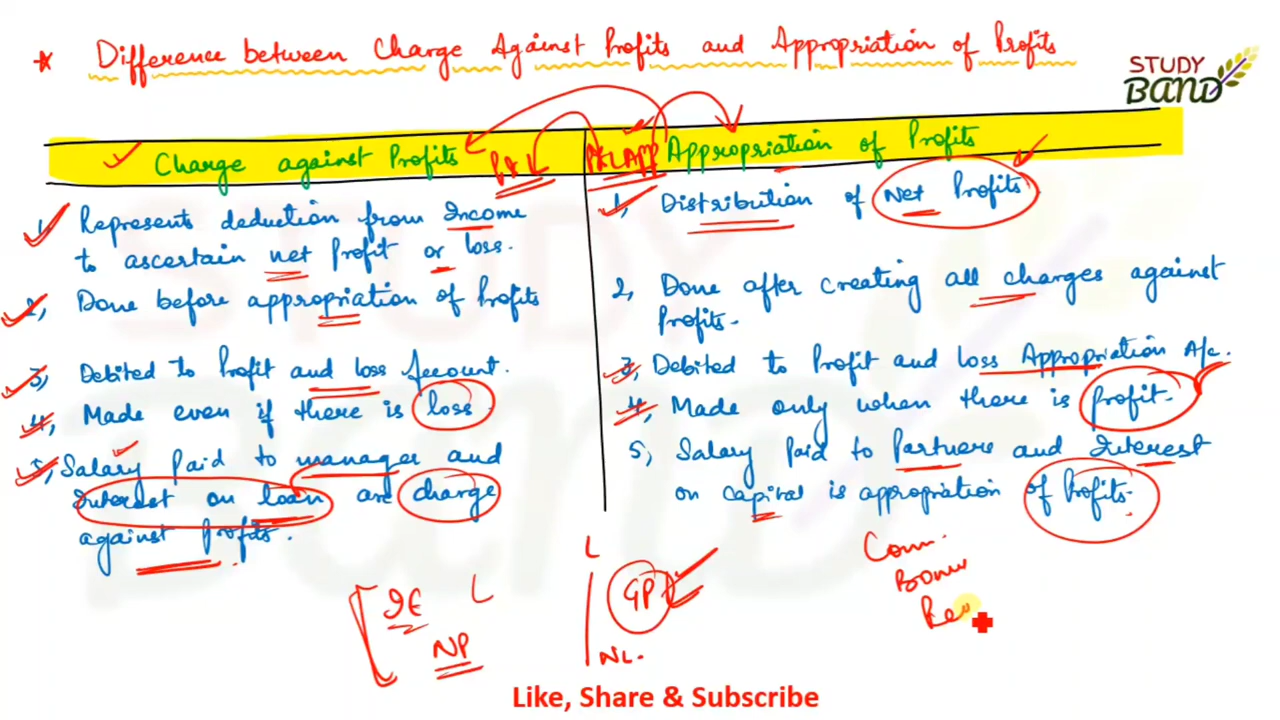 * Difference between Charge Against Profits and Appropriation of Profits
STUDY
BAND
Charge against Profits P&L
P&LAPP Appropriation of Profits
1, Represents deduction from Income
to ascertain net Profit or loss.
2, Done before appropriation of Profits
3, Debited to Profit and loss Account.
4, Made even if there is loss.
5, Salary Paid to manager and
Interest on loan are charge
against Profits.
1, Distribution of Net Profits
2, Done after creating all charges against
Profits.
3, Debited to Profit and loss Appropriation A/c.
4, Made only when there is profit.
5, Salary Paid to Partners and Interest
on capital is appropriation of Profits.
IE L
NP
L
GP
NL.
Com.
Bonus
Like, Share & Subscribe